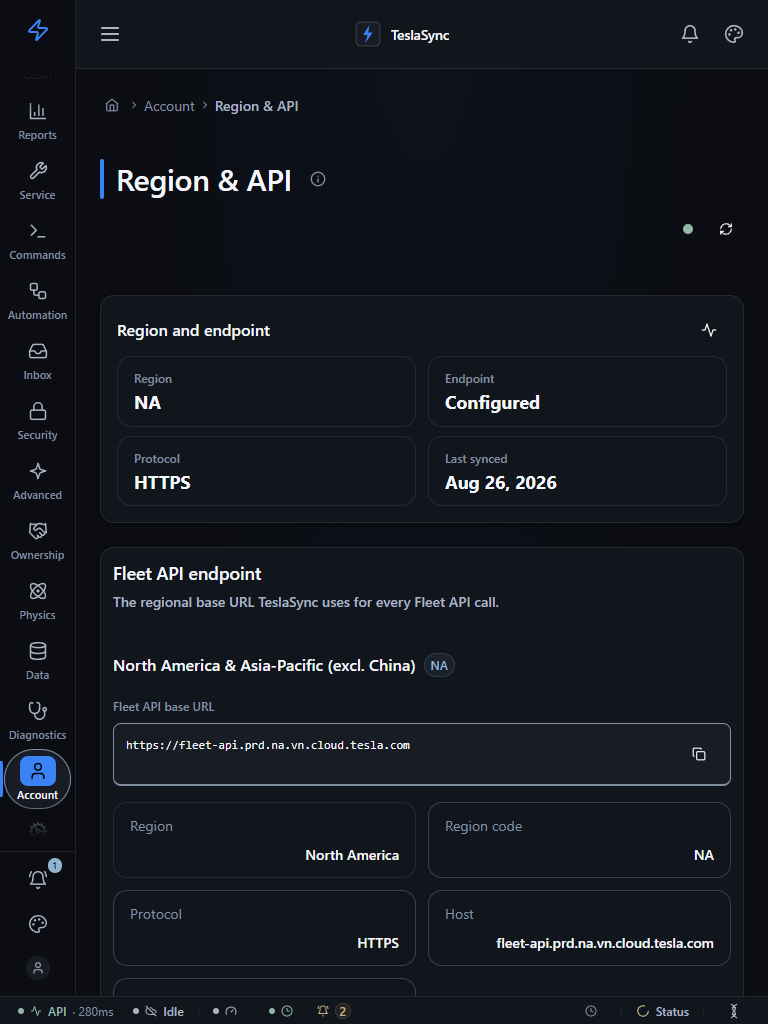 TeslaSync
Account
Region & API
Region & API
Reports
Service
Commands
Automation
Inbox
Security
Advanced
Ownership
Physics
Data
Diagnostics
Account
1
Region and endpoint
Region
NA
Endpoint
Configured
Protocol
HTTPS
Last synced
Aug 26, 2026
Fleet API endpoint
The regional base URL TeslaSync uses for every Fleet API call.
North America & Asia-Pacific (excl. China) NA
Fleet API base URL
https://fleet-api.prd.na.vn.cloud.tesla.com
Region
North America
Region code
NA
Protocol
HTTPS
Host
fleet-api.prd.na.vn.cloud.tesla.com
API · 280ms
Idle
2
Status